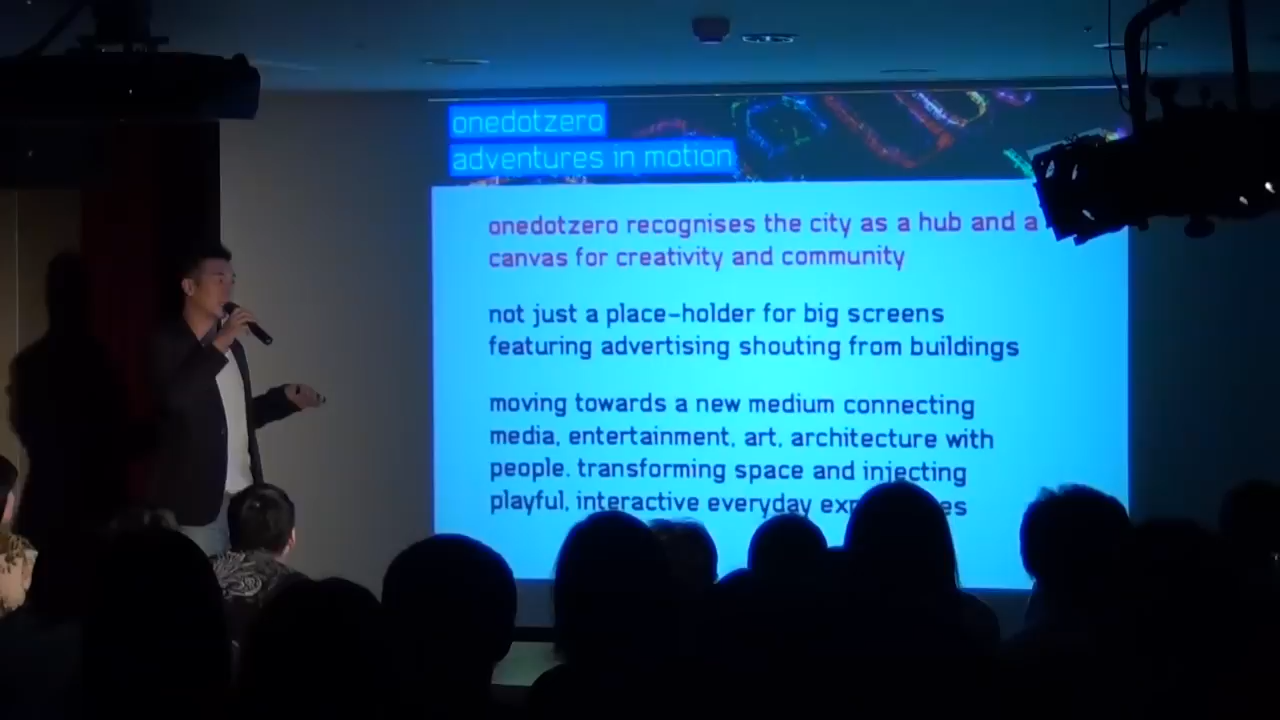 onedotzero
adventures in motion
onedotzero recognises the city as a hub and a
canvas for creativity and community
not just a place-holder for big screens
featuring advertising shouting from buildings
moving towards a new medium connecting
media, entertainment, art, architecture with
people. transforming space and injecting
playful, interactive everyday